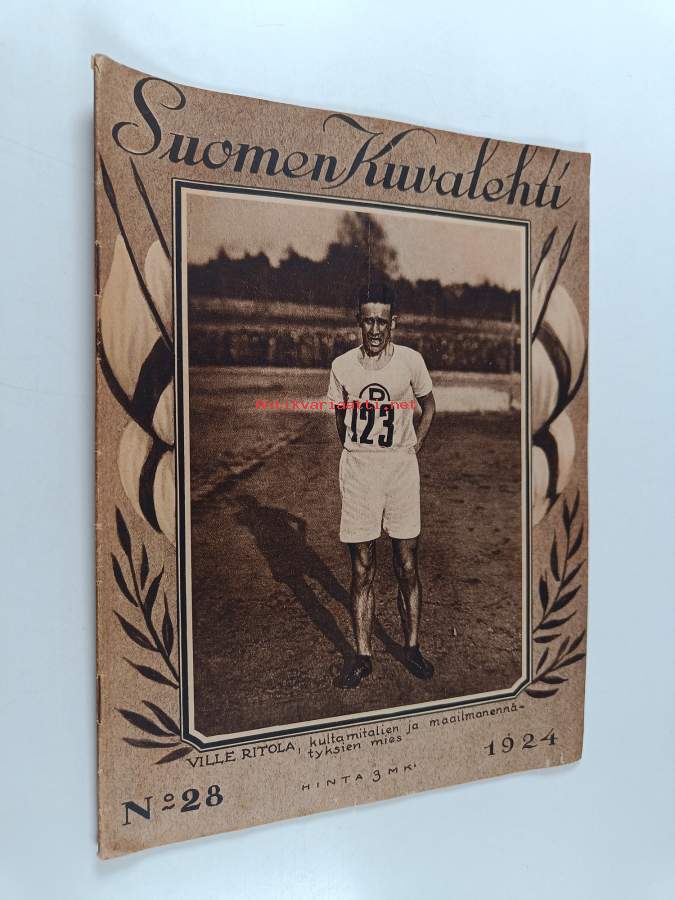 Suomen Kuvalehti
P
123
Antikvariaatti.net
VILLE RITOLA, kultamitalien ja maailmanennä-
tyksien mies
1924
HINTA 3 MK.
No 28